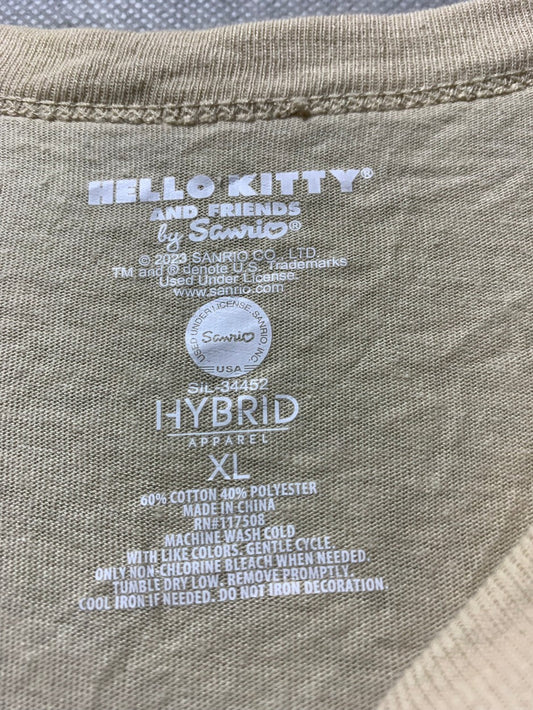 HELLO KITTY®
AND FRIENDS
by Sanrio®
© 2023 SANRIO CO., LTD.
TM and ® denote U.S. Trademarks
Used Under License.
www.sanrio.com
USED UNDER LICENSE SANRIO INC.
Sanrio
USA
SIL-34452
HYBRID
APPAREL
XL
60% COTTON 40% POLYESTER
MADE IN CHINA
RN#117508
MACHINE WASH COLD
WITH LIKE COLORS. GENTLE CYCLE.
ONLY NON-CHLORINE BLEACH WHEN NEEDED.
TUMBLE DRY LOW. REMOVE PROMPTLY.
COOL IRON IF NEEDED. DO NOT IRON DECORATION.